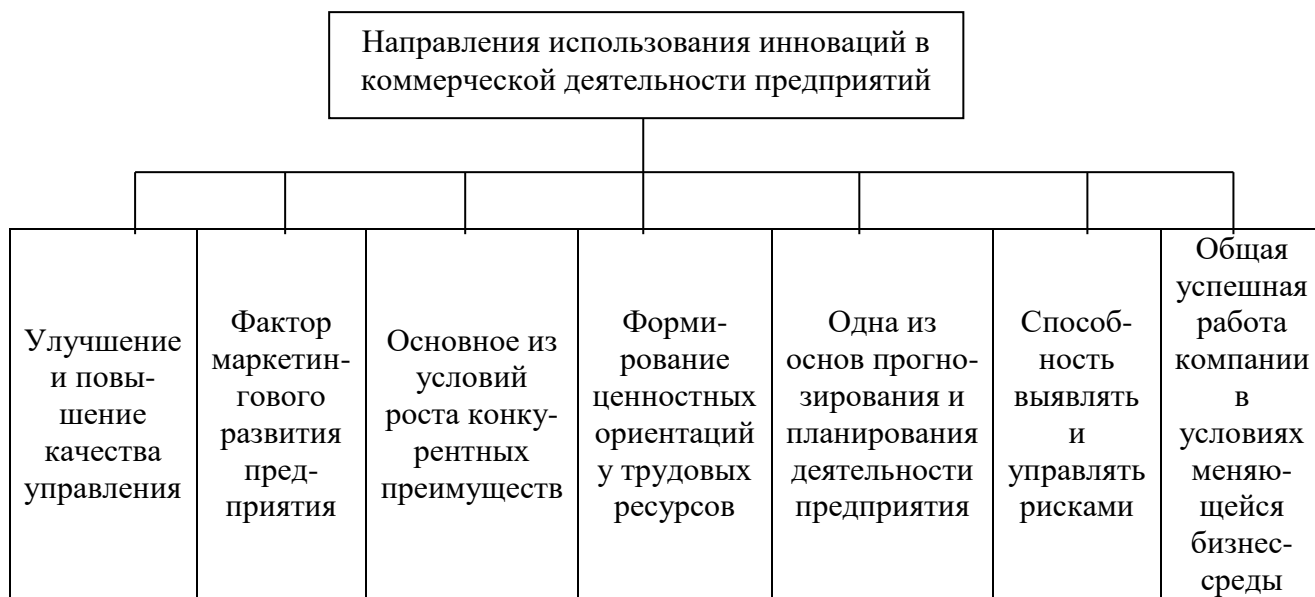 Направления использования инноваций в
коммерческой деятельности предприятий
Улучшение
и повы-
шение
качества
управления
Фактор
маркетин-
гового
развития
пред-
приятия
Основное из
условий
роста конку-
рентных
преимуществ
Форми-
рование
ценностных
ориентаций
у трудовых
ресурсов
Одна из
основ прогно-
зирования и
планирования
деятельности
предприятия
Способ-
ность
выявлять
и
управлять
рисками
Общая
успешная
работа
компании
в
условиях
меняю-
щейся
бизнес-
среды